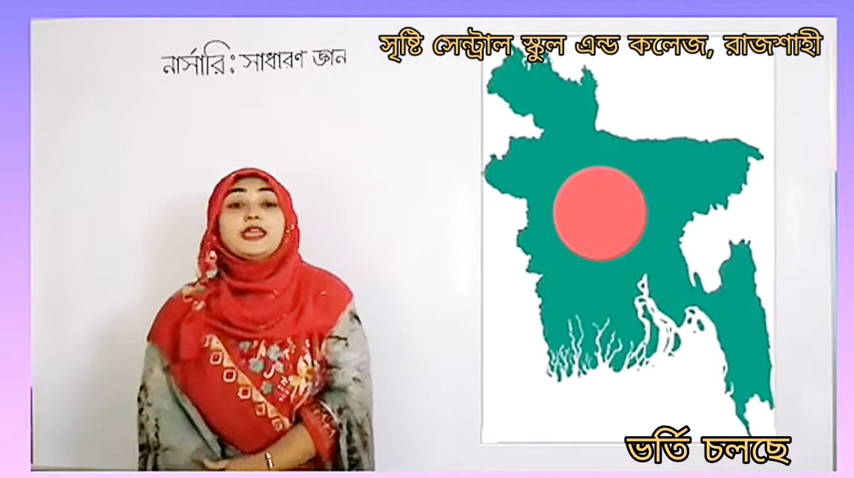 সৃষ্টি সেন্ট্রাল স্কুল এন্ড কলেজ, রাজশাহী
নার্সারি: সাধারণ জ্ঞান
ভর্তি চলছে